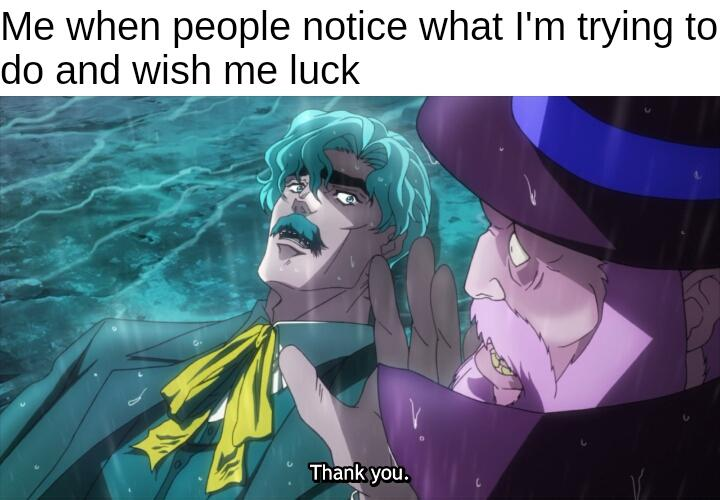 Me when people notice what I'm trying to
do and wish me luck
Thank you.